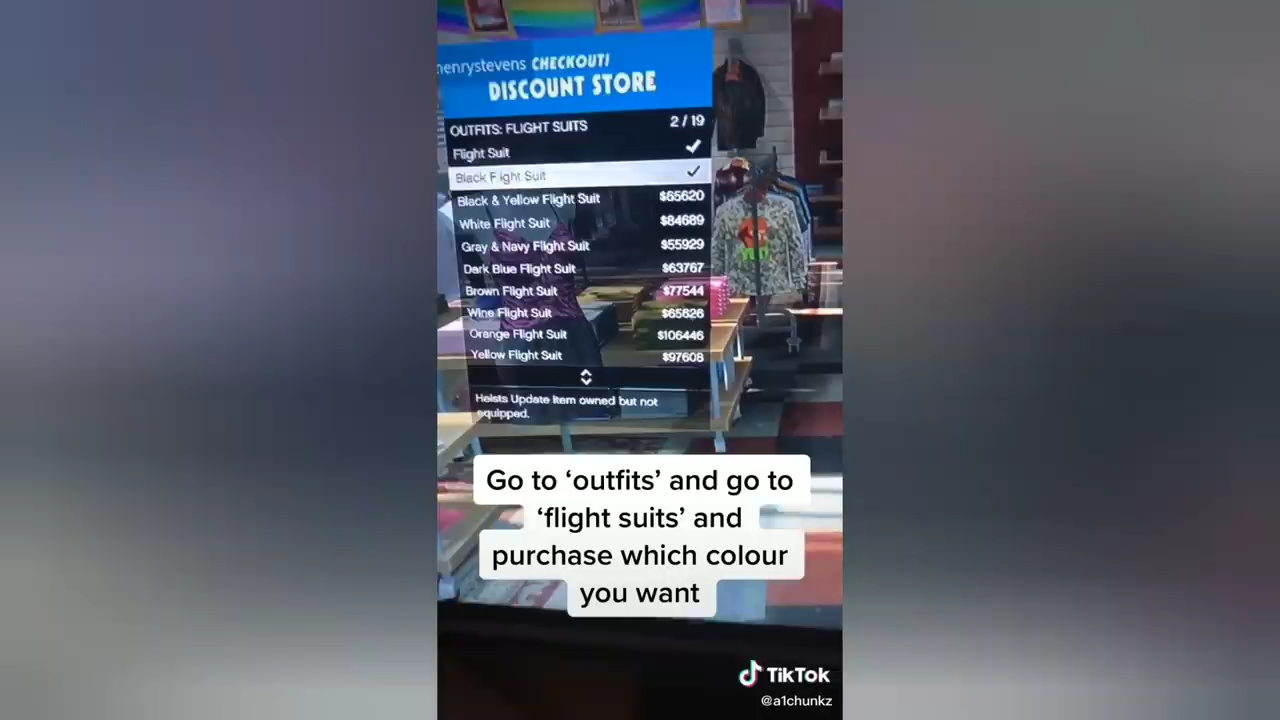 henrystevens CHECKOUT!
DISCOUNT STORE
OUTFITS: FLIGHT SUITS 2 / 19
Flight Suit
Black Flight Suit
Black & Yellow Flight Suit $65620
White Flight Suit $84689
Gray & Navy Flight Suit $55929
Dark Blue Flight Suit $63767
Brown Flight Suit $77544
Wine Flight Suit $65826
Orange Flight Suit $106446
Yellow Flight Suit $97608
Heists Update item owned but not
equipped.
Go to ‘outfits’ and go to
‘flight suits’ and
purchase which colour
you want
TikTok
@a1chunkz